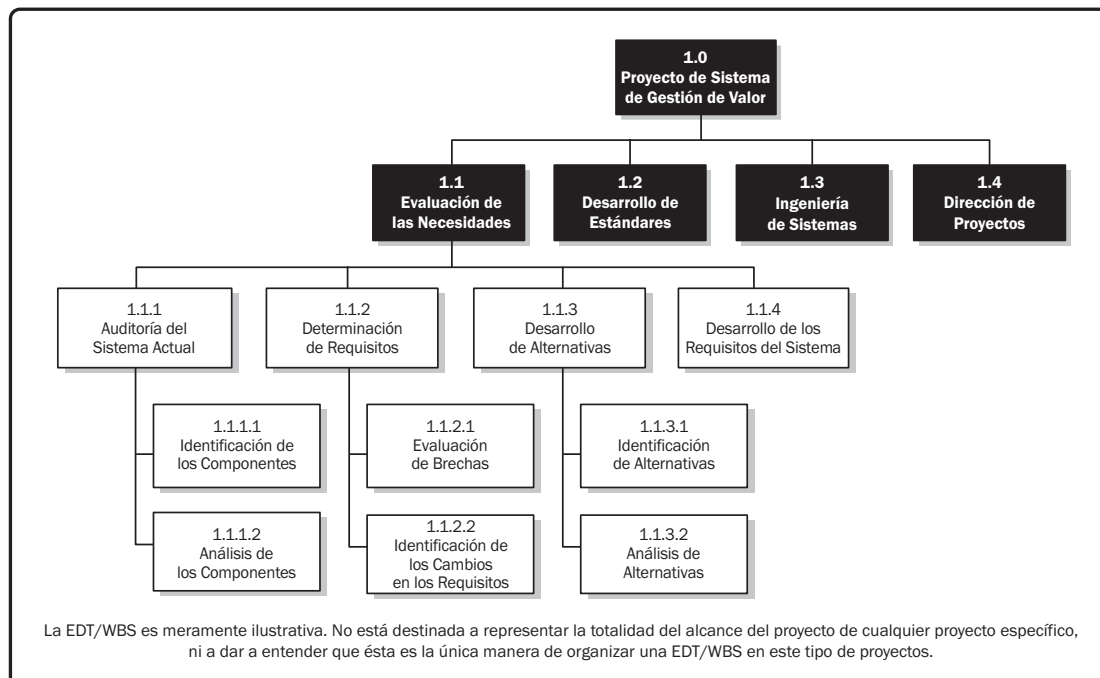 1.0
Proyecto de Sistema
de Gestión de Valor
1.1
Evaluación de
las Necesidades
1.2
Desarrollo de
Estándares
1.3
Ingeniería
de Sistemas
1.4
Dirección de
Proyectos
1.1.1
Auditoría del
Sistema Actual
1.1.2
Determinación
de Requisitos
1.1.3
Desarrollo
de Alternativas
1.1.4
Desarrollo de los
Requisitos del Sistema
1.1.1.1
Identificación de
los Componentes
1.1.2.1
Evaluación
de Brechas
1.1.3.1
Identificación
de Alternativas
1.1.1.2
Análisis de
los Componentes
1.1.2.2
Identificación de
los Cambios
en los Requisitos
1.1.3.2
Análisis de
Alternativas
La EDT/WBS es meramente ilustrativa. No está destinada a representar la totalidad del alcance del proyecto de cualquier proyecto específico,
ni a dar a entender que ésta es la única manera de organizar una EDT/WBS en este tipo de proyectos.